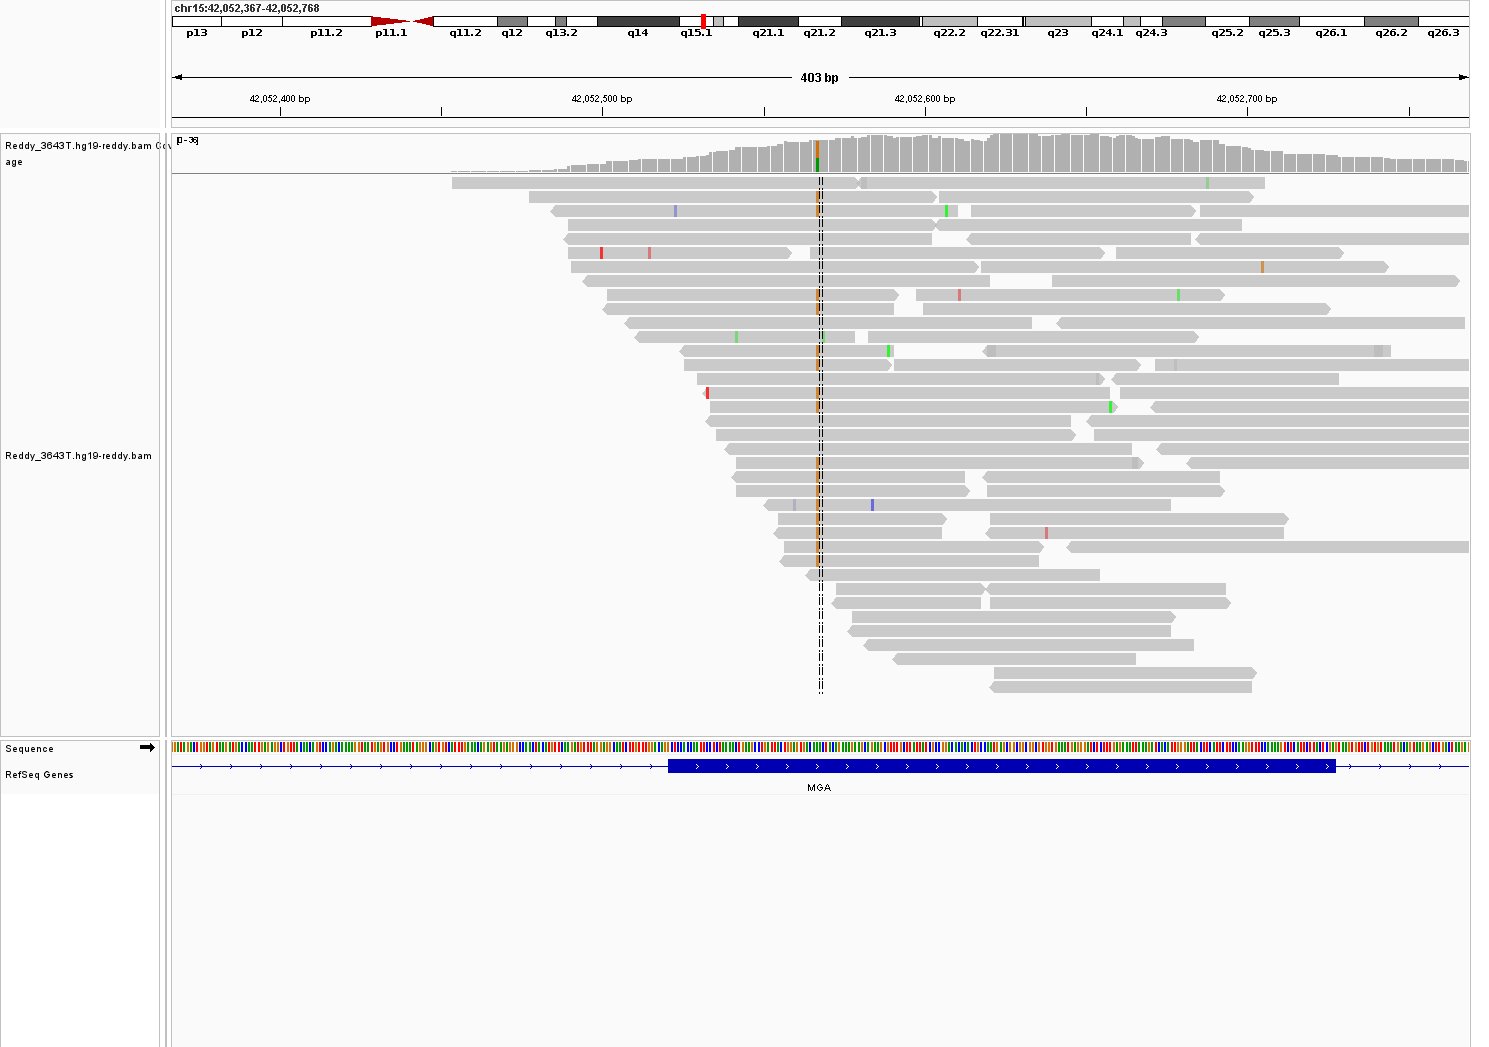 chr15:42,052,367-42,052,768
p13 p12 p11.2 p11.1 q11.2 q12 q13.2 q14 q15.1 q21.1 q21.2 q21.3 q22.2 q22.31 q23 q24.1 q24.3 q25.2 q25.3 q26.1 q26.2 q26.3
403 bp
42,052,400 bp 42,052,500 bp 42,052,600 bp 42,052,700 bp
Reddy_3643T.hg19-reddy.bam Cov
age
[0-36]
Reddy_3643T.hg19-reddy.bam
Sequence
RefSeq Genes
MGA